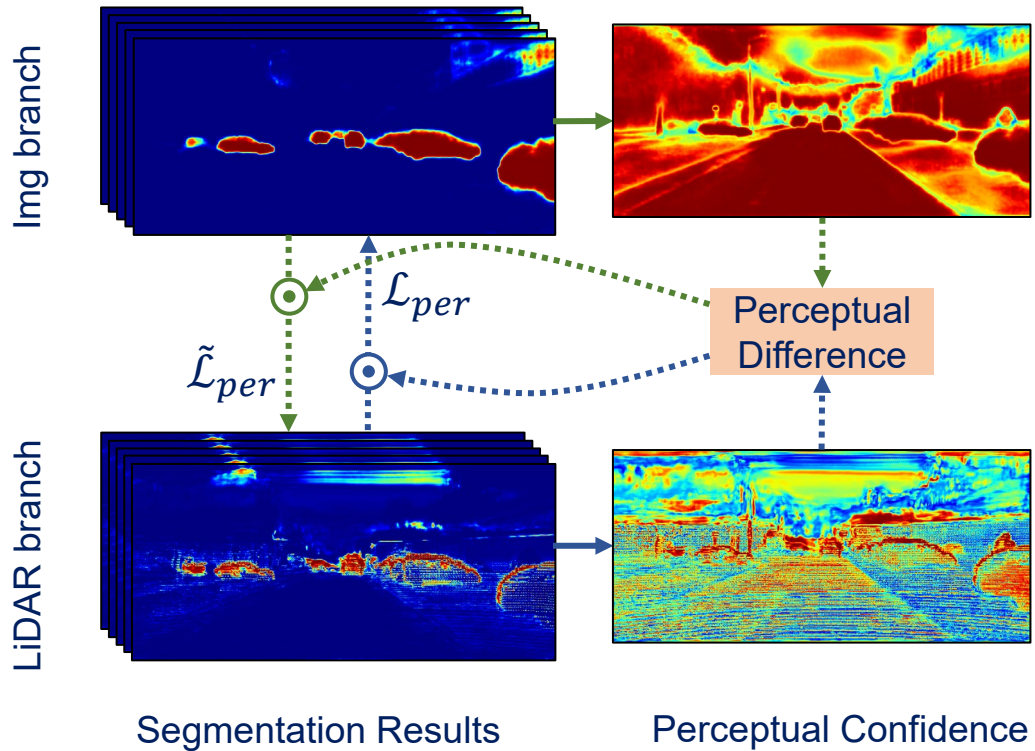 Img branch
ℒ_per
Perceptual
Difference
ℒ̃_per
LiDAR branch
Segmentation Results
Perceptual Confidence